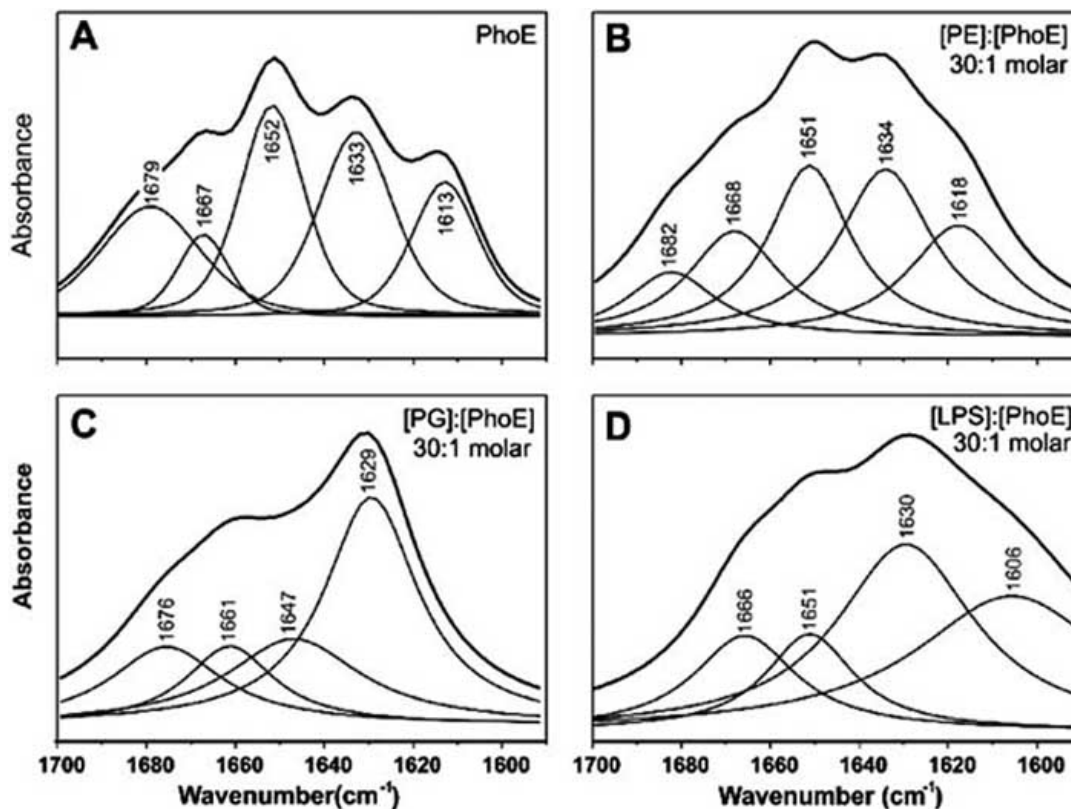 A
PhoE
1679
1667
1652
1633
1613
Absorbance
B
[PE]:[PhoE]
30:1 molar
1682
1668
1651
1634
1618
C
[PG]:[PhoE]
30:1 molar
1676
1661
1647
1629
Absorbance
1700 1680 1660 1640 1620 1600
Wavenumber(cm⁻¹)
D
[LPS]:[PhoE]
30:1 molar
1666
1651
1630
1606
1700 1680 1660 1640 1620 1600
Wavenumber (cm⁻¹)